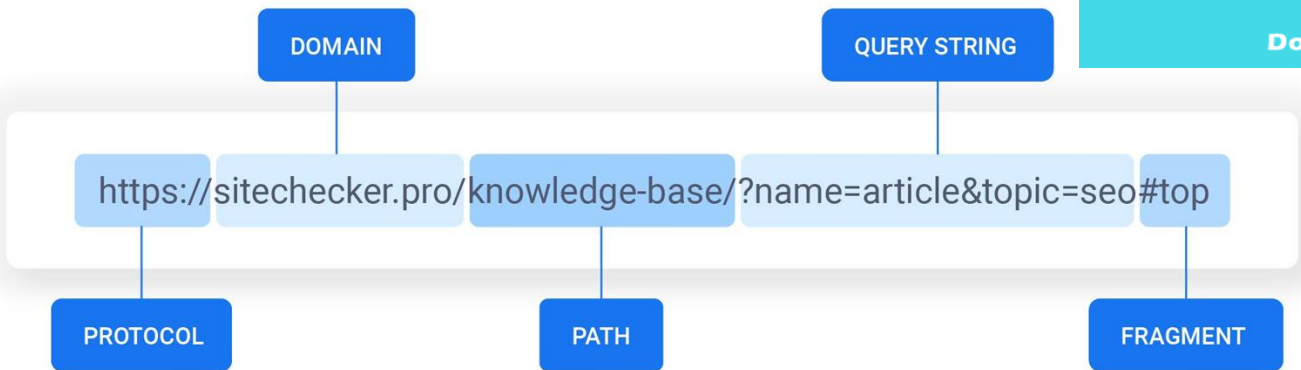 DOMAIN
QUERY STRING
https://sitechecker.pro/knowledge-base/?name=article&topic=seo#top
PROTOCOL
PATH
FRAGMENT